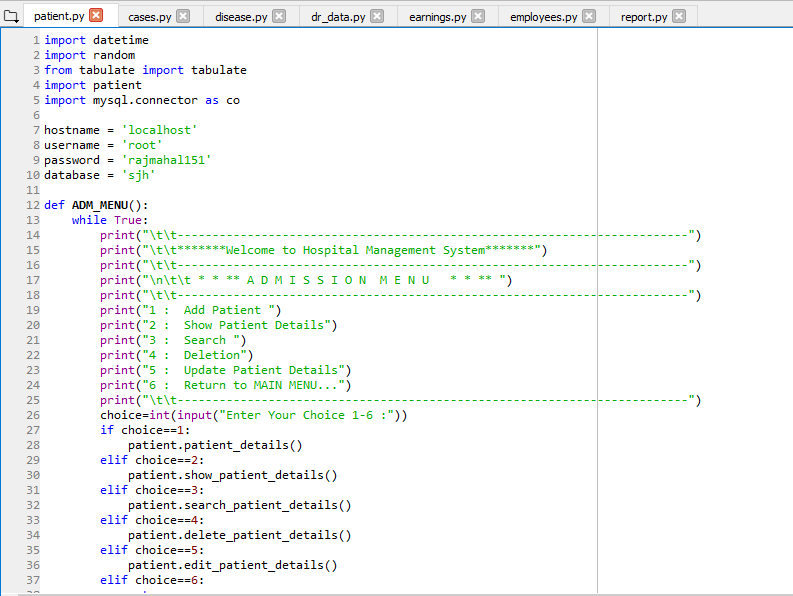 patient.py cases.py disease.py dr_data.py earnings.py employees.py report.py
1 import datetime
2 import random
3 from tabulate import tabulate
4 import patient
5 import mysql.connector as co
6
7 hostname = 'localhost'
8 username = 'root'
9 password = 'rajmahal151'
10 database = 'sjh'
11
12 def ADM_MENU():
13     while True:
14         print("\t\t-------------------------------------------------------------------------")
15         print("\t\t*******Welcome to Hospital Management System*******")
16         print("\t\t-------------------------------------------------------------------------")
17         print("\n\t\t * * ** A D M I S S I O N  M E N U   * * ** ")
18         print("\t\t-------------------------------------------------------------------------")
19         print("1 :  Add Patient ")
20         print("2 :  Show Patient Details")
21         print("3 :  Search ")
22         print("4 :  Deletion")
23         print("5 :  Update Patient Details")
24         print("6 :  Return to MAIN MENU...")
25         print("\t\t-------------------------------------------------------------------------")
26         choice=int(input("Enter Your Choice 1-6 :"))
27         if choice==1:
28             patient.patient_details()
29         elif choice==2:
30             patient.show_patient_details()
31         elif choice==3:
32             patient.search_patient_details()
33         elif choice==4:
34             patient.delete_patient_details()
35         elif choice==5:
36             patient.edit_patient_details()
37         elif choice==6: